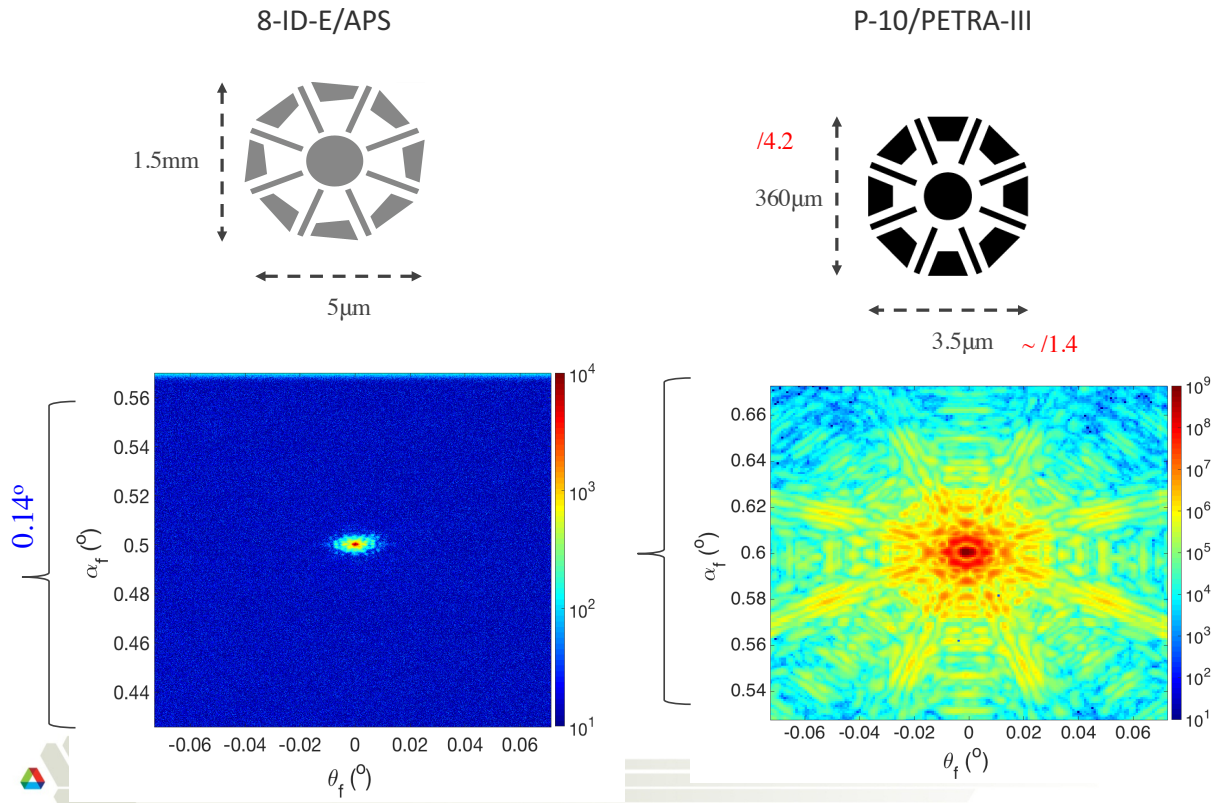 8-ID-E/APS
P-10/PETRA-III
1.5mm
5µm
/4.2
360µm
3.5µm
~ /1.4
0.14º
α_f (°)
0.56
0.54
0.52
0.5
0.48
0.46
0.44
-0.06 -0.04 -0.02 0 0.02 0.04 0.06
θ_f (°)
10^4
10^3
10^2
10^1
α_f (°)
0.66
0.64
0.62
0.6
0.58
0.56
0.54
-0.06 -0.04 -0.02 0 0.02 0.04 0.06
θ_f (°)
10^9
10^8
10^7
10^6
10^5
10^4
10^3
10^2
10^1